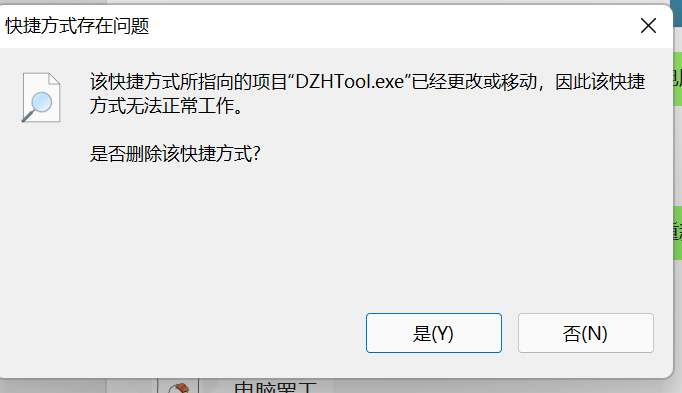 快捷方式存在问题
该快捷方式所指向的项目“DZHTool.exe”已经更改或移动，因此该快捷
方式无法正常工作。
是否删除该快捷方式?
是(Y)
否(N)
电脑罢工